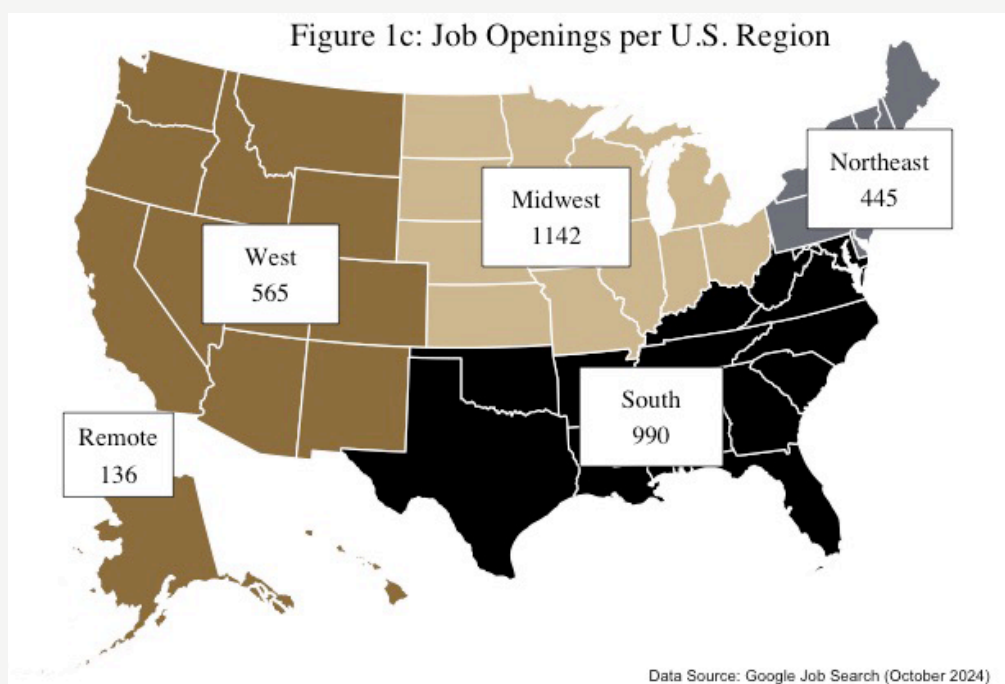 Figure 1c: Job Openings per U.S. Region
Northeast
445
Midwest
1142
West
565
South
990
Remote
136
Data Source: Google Job Search (October 2024)